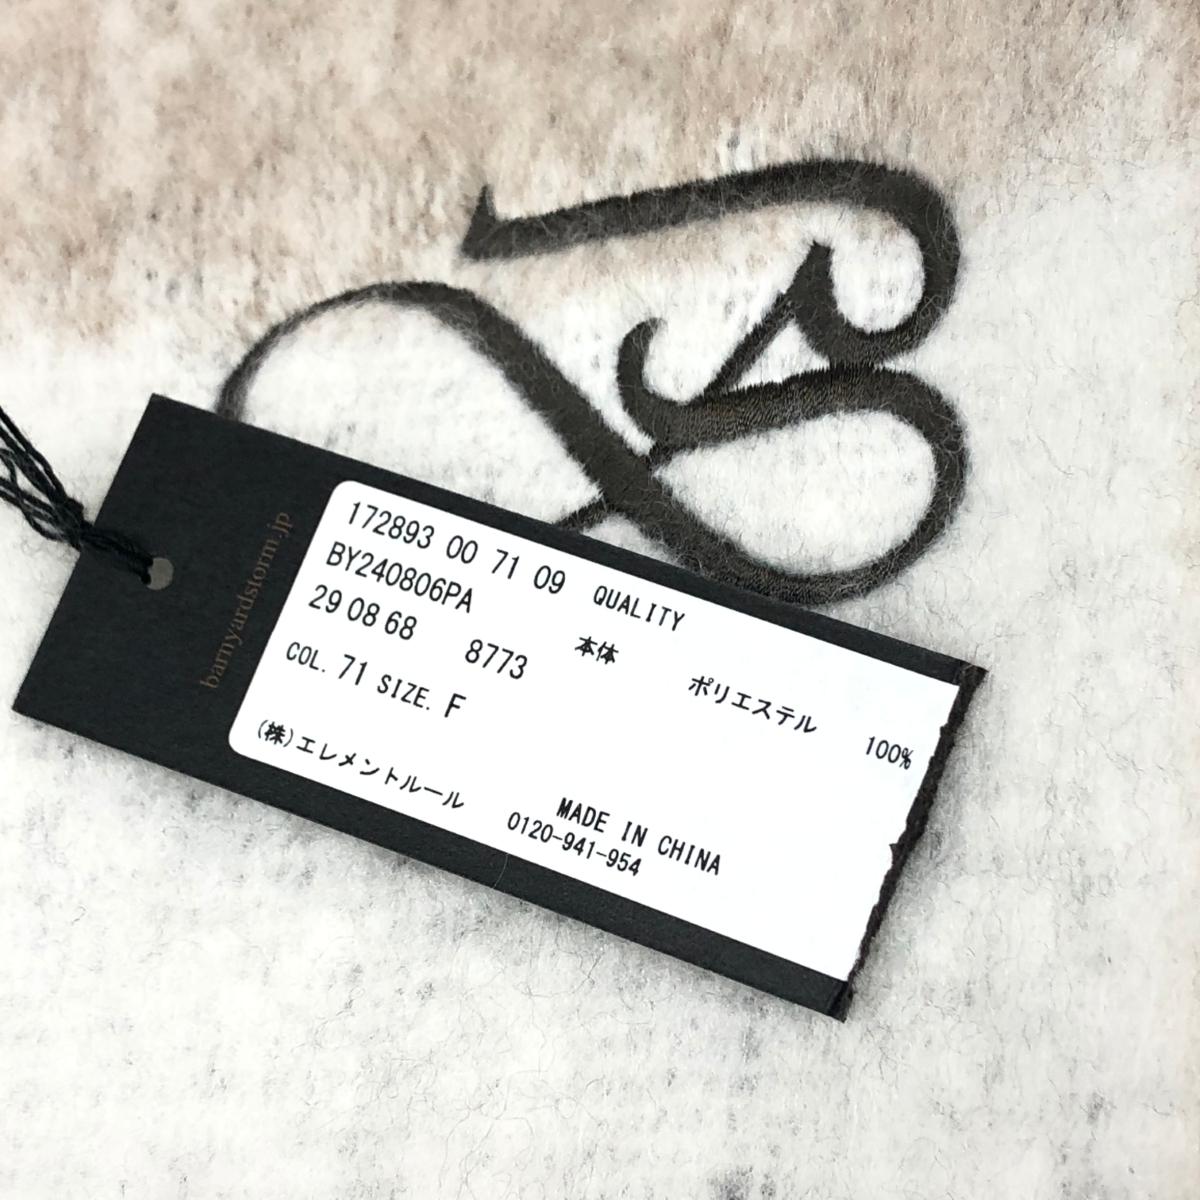 barnyardstorm.jp
172893 00 71 09 QUALITY
BY240806PA
本体
29 08 68 8773
ポリエステル 100%
COL. 71 SIZE. F
(株)エレメントルール
MADE IN CHINA
0120-941-954